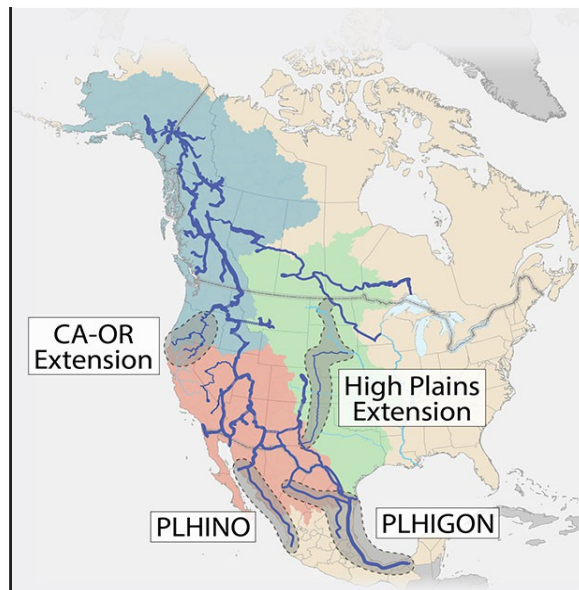 CA-OR
Extension
High Plains
Extension
PLHINO
PLHIGON